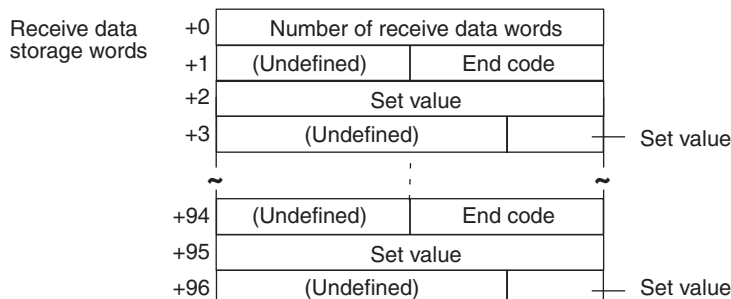 Receive data
storage words
+0 Number of receive data words
+1 (Undefined) End code
+2 Set value
+3 (Undefined) Set value
~ ~
+94 (Undefined) End code
+95 Set value
+96 (Undefined) Set value